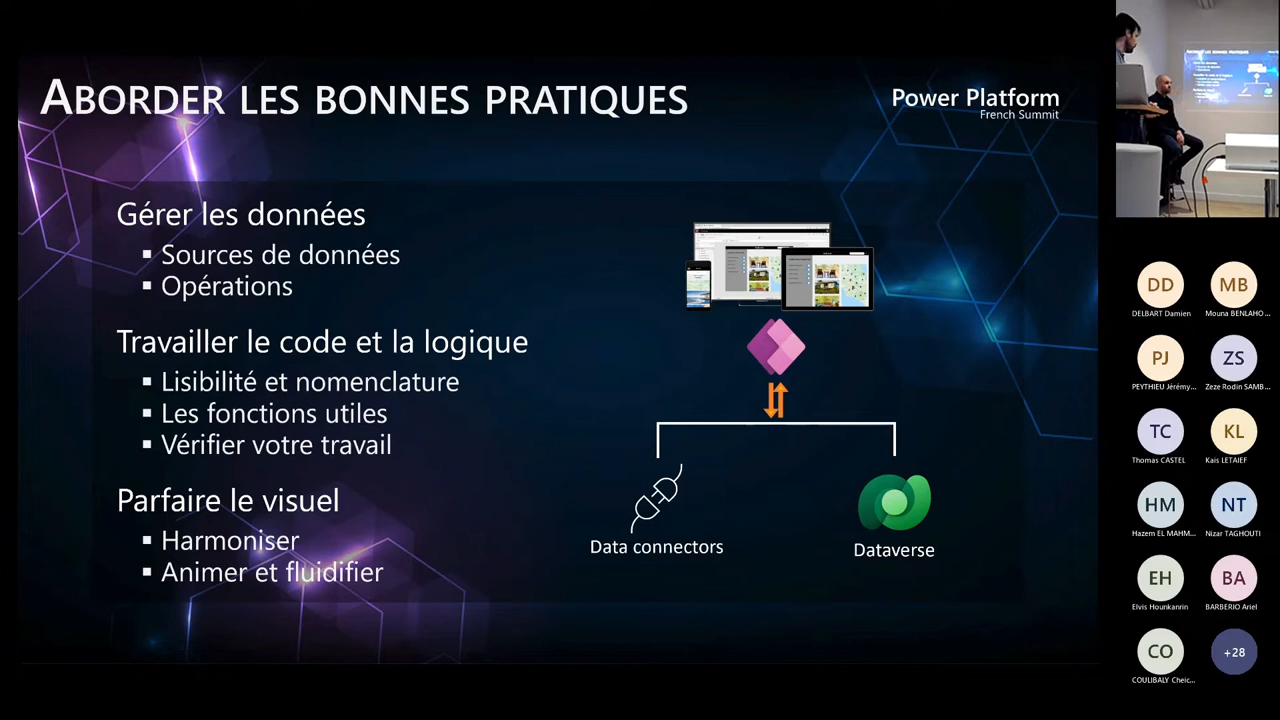 ABORDER LES BONNES PRATIQUES
Power Platform
French Summit
Gérer les données
▪ Sources de données
▪ Opérations
Travailler le code et la logique
▪ Lisibilité et nomenclature
▪ Les fonctions utiles
▪ Vérifier votre travail
Parfaire le visuel
▪ Harmoniser
▪ Animer et fluidifier
Data connectors
Dataverse
DD
DELBART Damien
MB
Mouna BENLAHO...
PJ
PEYTHIEU Jérémy...
ZS
Zeze Rodin SAMB...
TC
Thomas CASTEL
KL
Kais LETAIEF
HM
Hazem EL MAHM...
NT
Nizar TAGHOUTI
EH
Elvis Hounkanrin
BA
BARBERIO Ariel
CO
COULIBALY Cheic...
+28